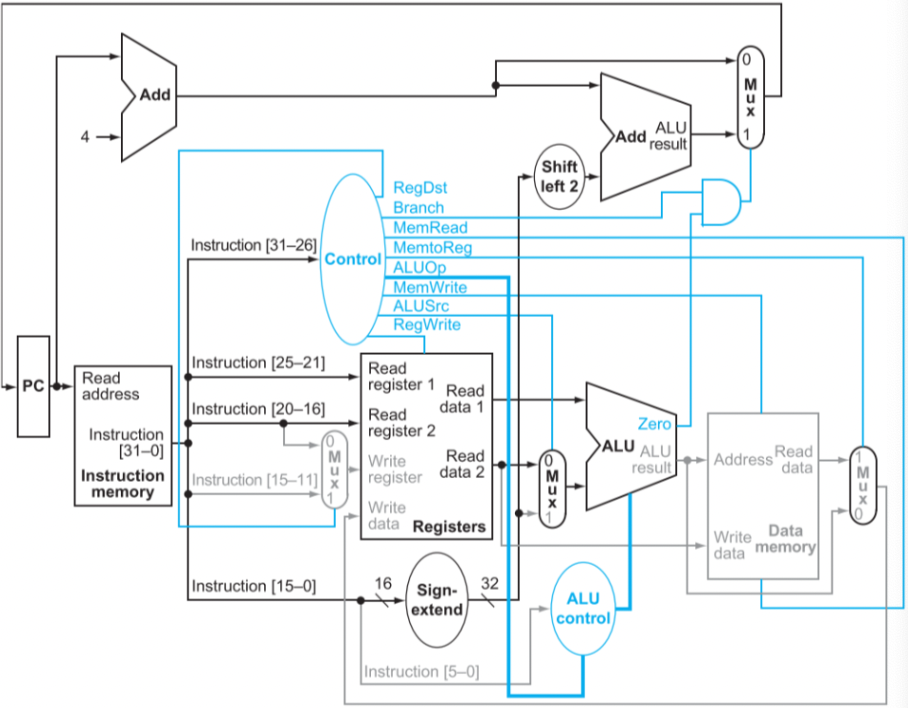 0
M
u
x
1
Add
4
Add
ALU
result
Shift
left 2
RegDst
Branch
MemRead
MemtoReg
ALUOp
MemWrite
ALUSrc
RegWrite
Control
Instruction [31–26]
Instruction [25–21]
Instruction [20–16]
Instruction [15–11]
Instruction [15–0]
Instruction [5–0]
PC
Read
address
Instruction
[31–0]
Instruction
memory
0
M
u
x
1
Read
register 1
Read
register 2
Write
register
Write
data
Read
data 1
Read
data 2
Registers
0
M
u
x
1
Zero
ALU
ALU
result
Address
Read
data
Write
data
Data
memory
1
M
u
x
0
16
Sign-
extend
32
ALU
control